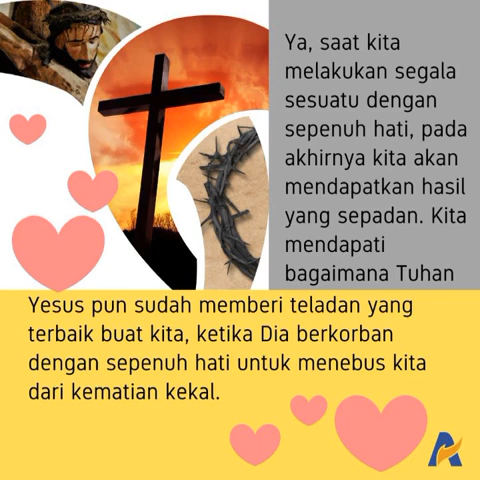 Ya, saat kita
melakukan segala
sesuatu dengan
sepenuh hati, pada
akhirnya kita akan
mendapatkan hasil
yang sepadan. Kita
mendapati
bagaimana Tuhan
Yesus pun sudah memberi teladan yang
terbaik buat kita, ketika Dia berkorban
dengan sepenuh hati untuk menebus kita
dari kematian kekal.